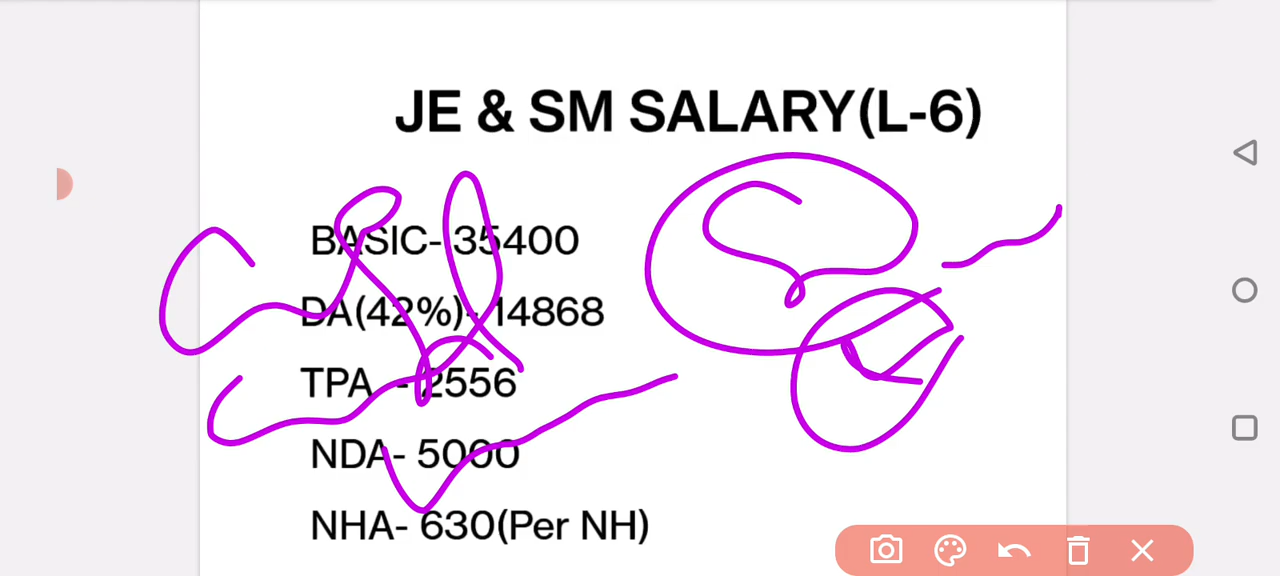 JE & SM SALARY(L-6)
BASIC- 35400
DA(42%)- 14868
TPA - 2556
NDA- 5000
NHA- 630(Per NH)